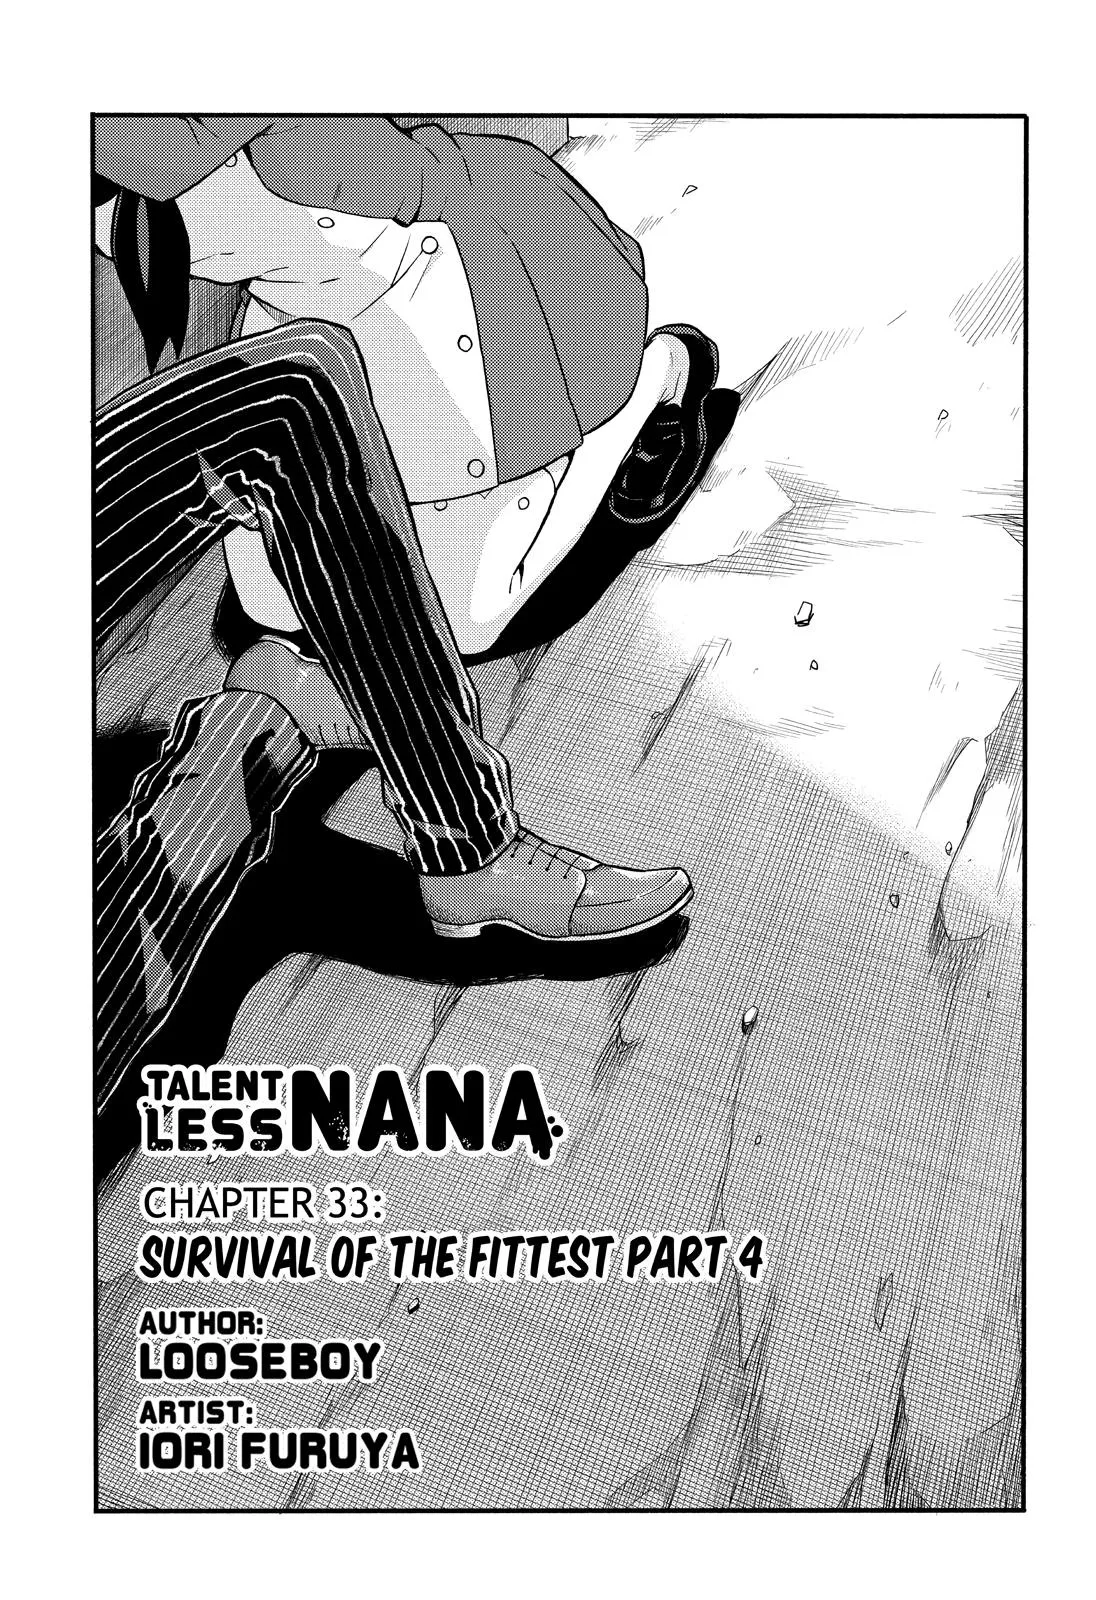 TALENT
LESS NANA
CHAPTER 33:
SURVIVAL OF THE FITTEST PART 4
AUTHOR:
LOOSEBOY
ARTIST:
IORI FURUYA